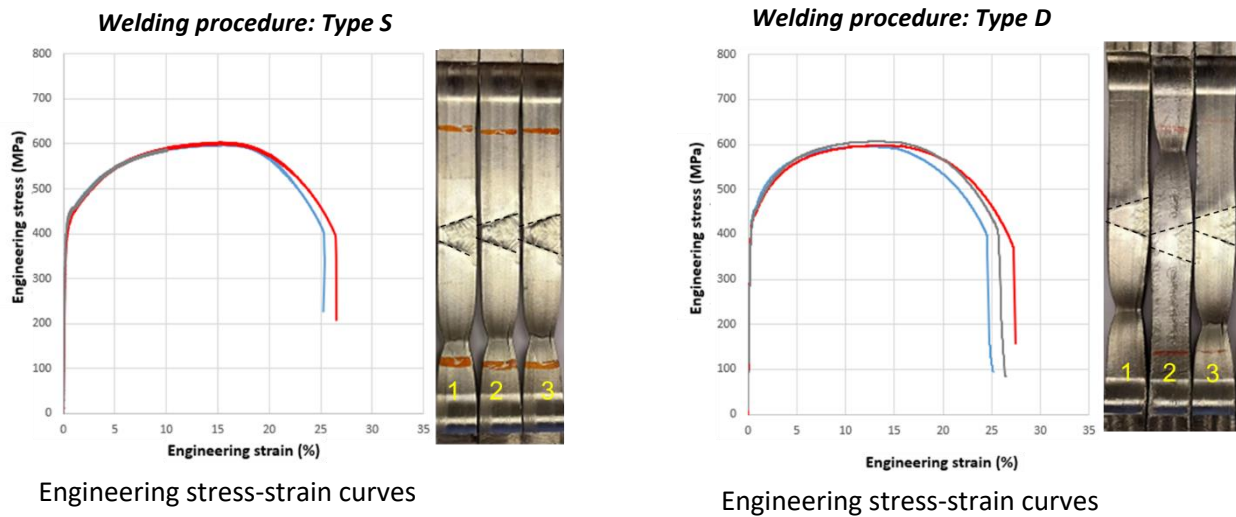 Welding procedure: Type S
800
700
600
500
400
300
200
100
0
Engineering stress (MPa)
0 5 10 15 20 25 30 35
Engineering strain (%)
1 2 3
Engineering stress-strain curves
Welding procedure: Type D
800
700
600
500
400
300
200
100
0
Engineering stress (MPa)
0 5 10 15 20 25 30 35
Engineering strain (%)
1 2 3
Engineering stress-strain curves